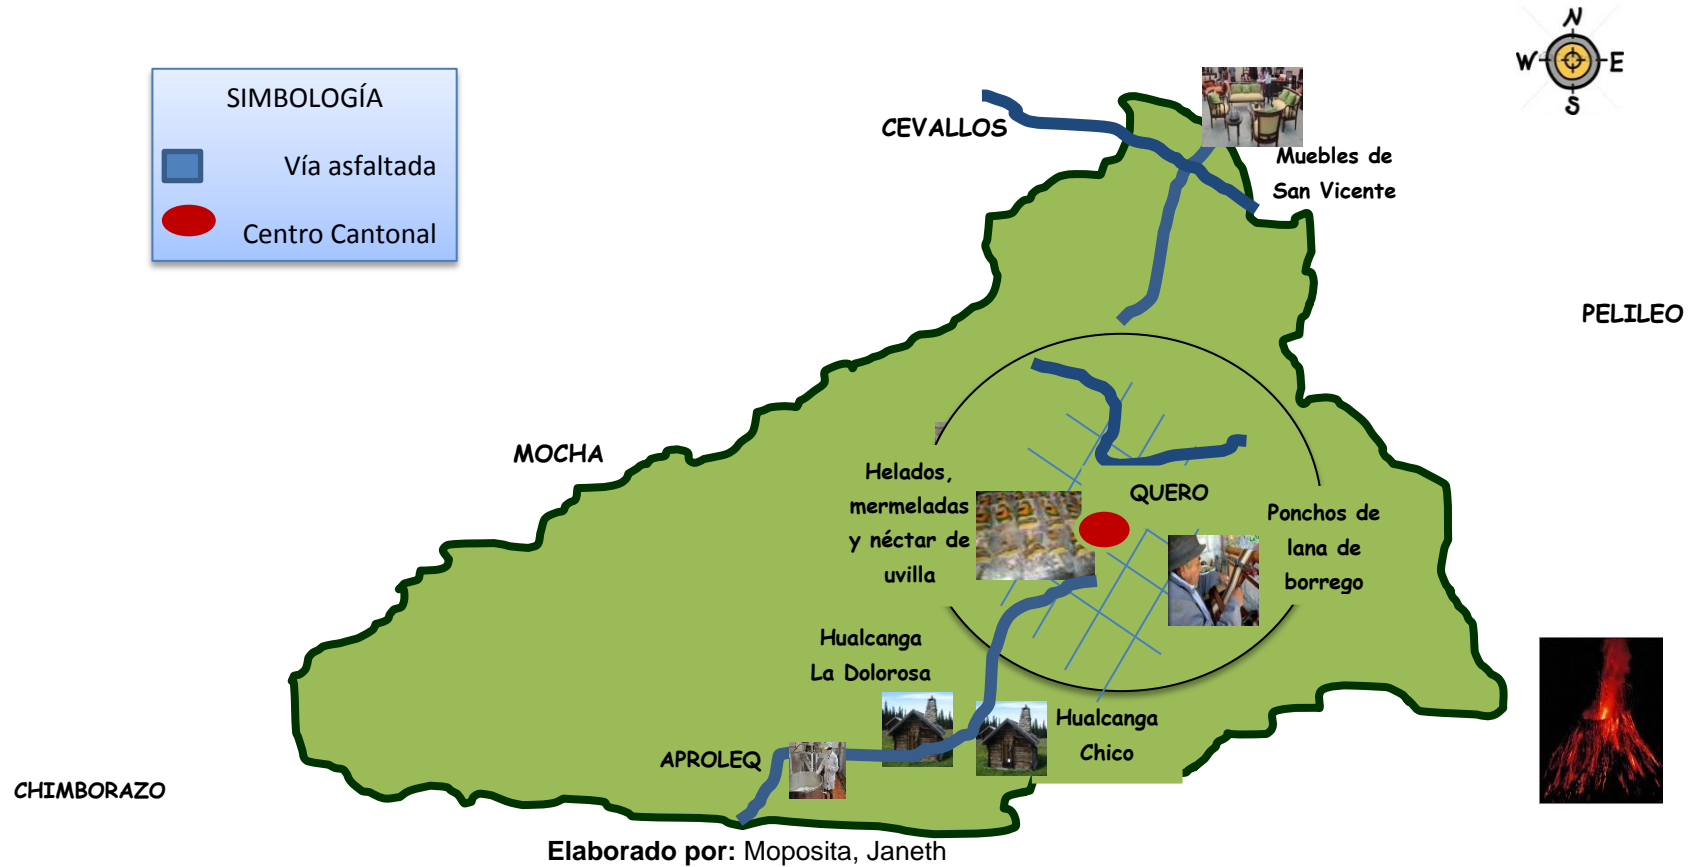 N
W E
S
SIMBOLOGÍA
Vía asfaltada
Centro Cantonal
CEVALLOS
Muebles de
San Vicente
PELILEO
MOCHA
Helados,
mermeladas
y néctar de
uvilla
QUERO
Ponchos de
lana de
borrego
Hualcanga
La Dolorosa
Hualcanga
Chico
APROLEQ
CHIMBORAZO
Elaborado por: Moposita, Janeth